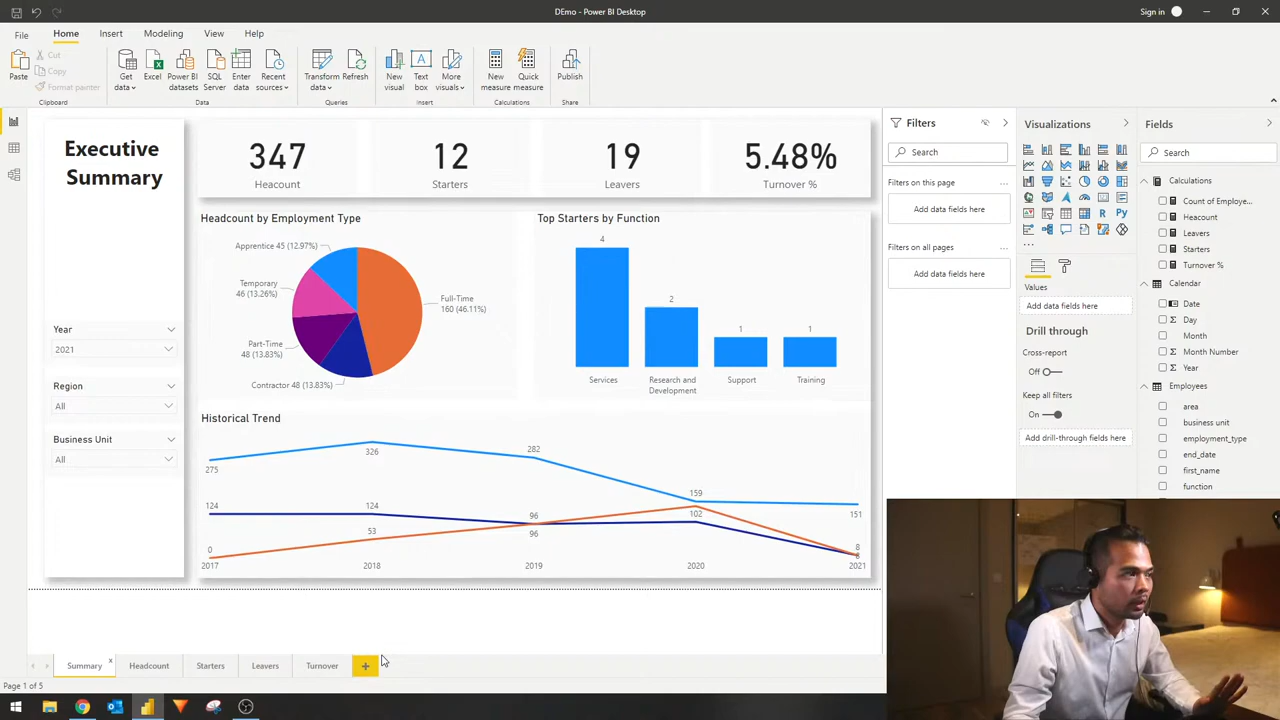 DEmo - Power BI Desktop
Sign in
File
Home
Insert
Modeling
View
Help
Paste
Cut
Copy
Format painter
Get data
Excel
Power BI datasets
SQL Server
Enter data
Recent sources
Transform data
Refresh
New visual
Text box
More visuals
New measure
Quick measure
Publish
Clipboard
Data
Queries
Insert
Calculations
Share
Executive
Summary
347
Heacount
12
Starters
19
Leavers
5.48%
Turnover %
Year
2021
Region
All
Business Unit
All
Headcount by Employment Type
Apprentice 45 (12.97%)
Temporary
46 (13.26%)
Part-Time
48 (13.83%)
Contractor 48 (13.83%)
Full-Time
160 (46.11%)
Top Starters by Function
4
2
1
1
Services
Research and
Development
Support
Training
Historical Trend
275
326
282
159
151
124
124
96
102
8
0
53
96
2017
2018
2019
2020
2021
Filters
Search
Filters on this page
...
Add data fields here
Filters on all pages
...
Add data fields here
Visualizations
R
Py
...
Values
Add data fields here
Drill through
Cross-report
Off
Keep all filters
On
Add drill-through fields here
Fields
Search
Calculations
Count of Employe...
Heacount
Leavers
Starters
Turnover %
Calendar
Date
Day
Month
Month Number
Year
Employees
area
business unit
employment_type
end_date
first_name
function
Summary
Headcount
Starters
Leavers
Turnover
+
Page 1 of 5